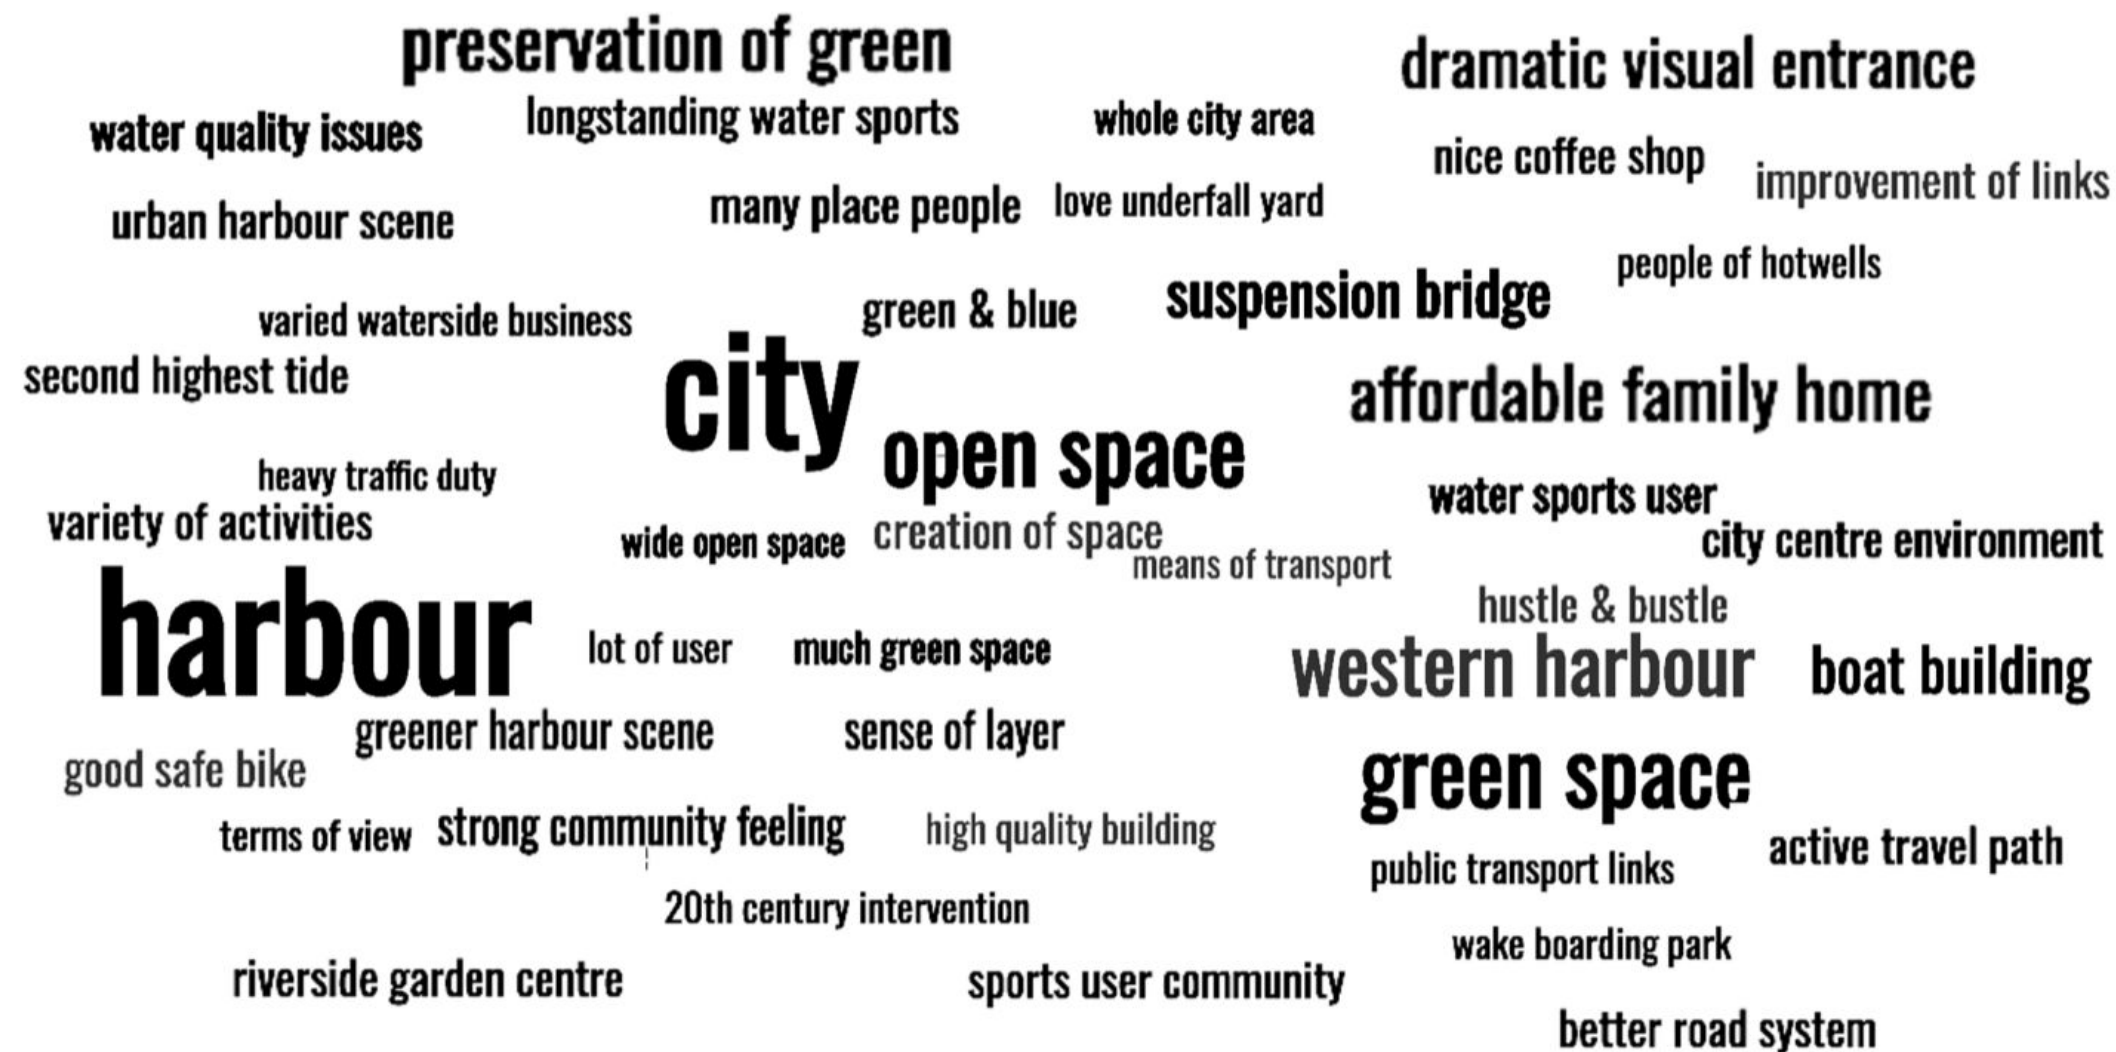 preservation of green
dramatic visual entrance
water quality issues
longstanding water sports
whole city area
nice coffee shop
improvement of links
urban harbour scene
many place people
love underfall yard
people of hotwells
varied waterside business
green & blue
suspension bridge
second highest tide
city
affordable family home
open space
heavy traffic duty
water sports user
variety of activities
wide open space
creation of space
city centre environment
means of transport
hustle & bustle
harbour
lot of user
much green space
western harbour
boat building
greener harbour scene
sense of layer
good safe bike
green space
terms of view
strong community feeling
high quality building
active travel path
public transport links
20th century intervention
wake boarding park
riverside garden centre
sports user community
better road system